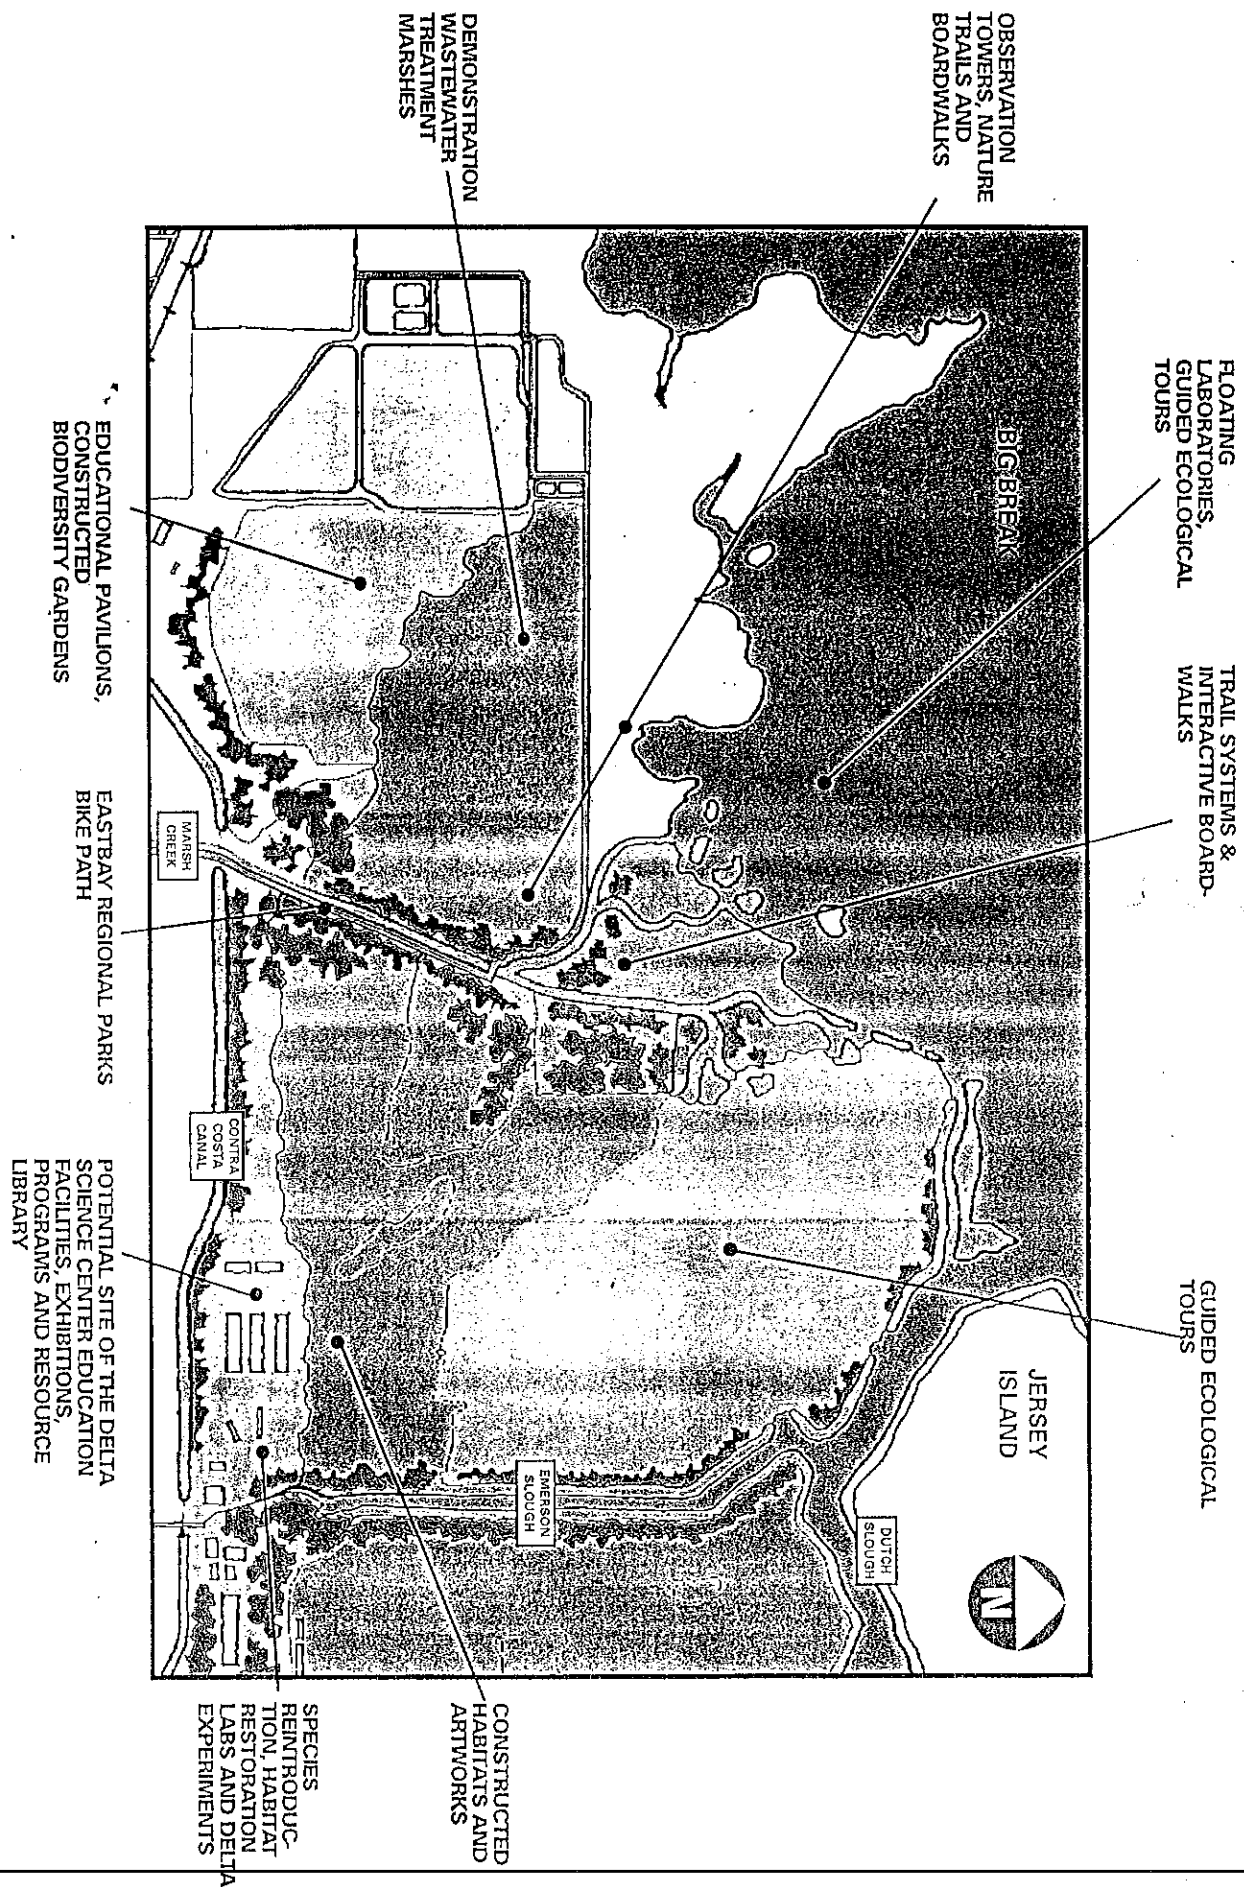 OBSERVATION
TOWERS, NATURE
TRAILS AND
BOARDWALKS
DEMONSTRATION
WASTEWATER
TREATMENT
MARSHES
FLOATING
LABORATORIES,
GUIDED ECOLOGICAL
TOURS
TRAIL SYSTEMS &
INTERACTIVE BOARD-
WALKS
GUIDED ECOLOGICAL
TOURS
BIG BREAK
JERSEY
ISLAND
DUTCH
SLOUGH
N
EMERSON
SLOUGH
MARSH
CREEK
CONTRA
COSTA
CANAL
EDUCATIONAL PAVILIONS,
CONSTRUCTED
BIODIVERSITY GARDENS
EASTBAY REGIONAL PARKS
BIKE PATH
POTENTIAL SITE OF THE DELTA
SCIENCE CENTER EDUCATION
FACILITIES, EXHIBITIONS,
PROGRAMS AND RESOURCE
LIBRARY
CONSTRUCTED
HABITATS AND
ARTWORKS
SPECIES
REINTRODUC-
TION, HABITAT
RESTORATION
LABS AND DELTA
EXPERIMENTS